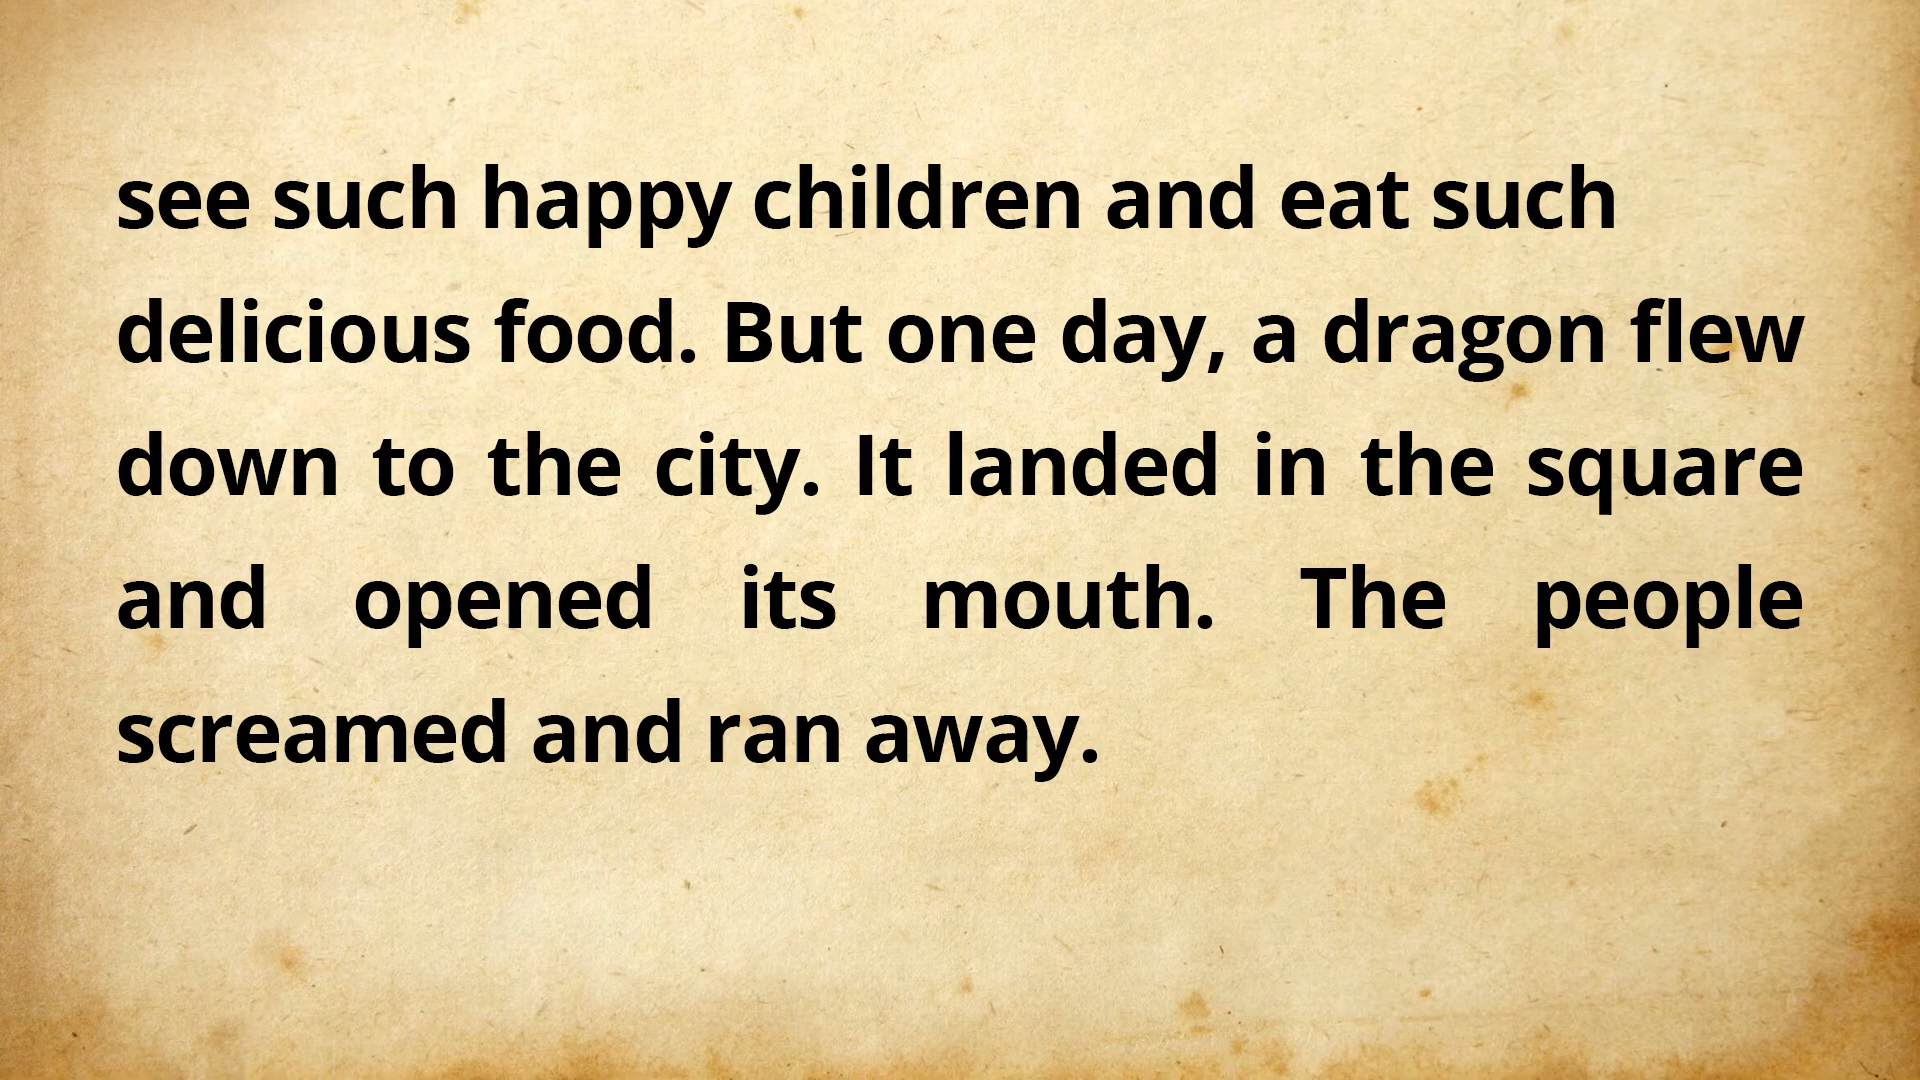 see such happy children and eat such
delicious food. But one day, a dragon flew
down to the city. It landed in the square
and opened its mouth. The people
screamed and ran away.